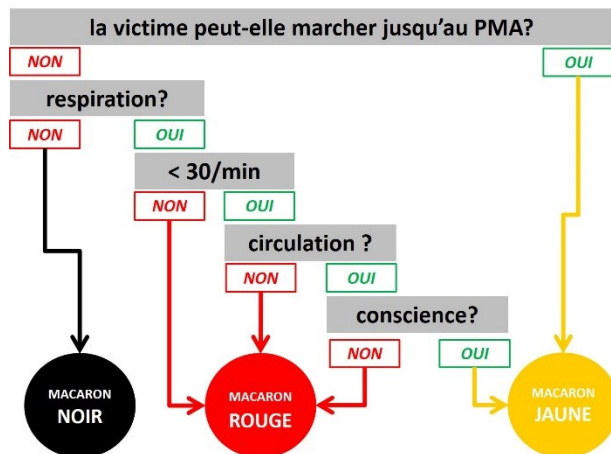 la victime peut-elle marcher jusqu'au PMA?
NON
OUI
respiration?
NON
OUI
< 30/min
NON
OUI
circulation ?
NON
OUI
conscience?
NON
OUI
MACARON
NOIR
MACARON
ROUGE
MACARON
JAUNE